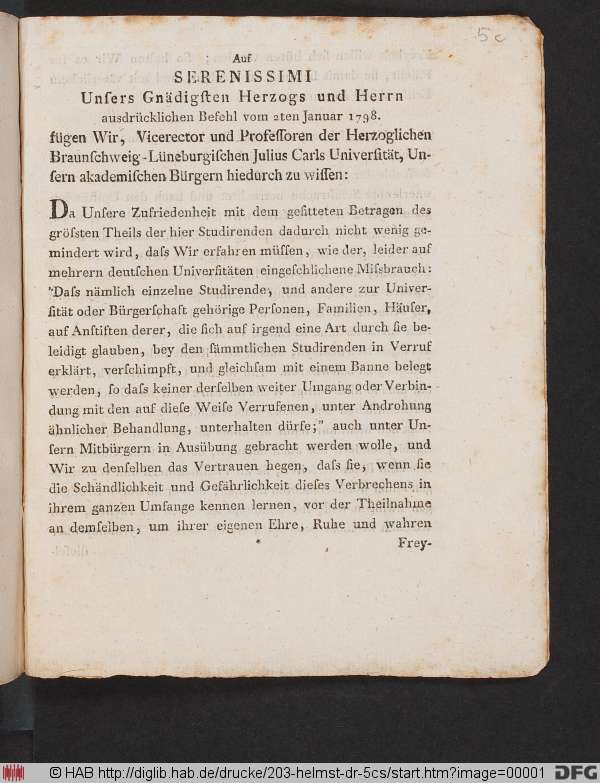 5c
Auf
SERENISSIMI
Unſers Gnädigſten Herzogs und Herrn
ausdrücklichen Befehl vom 2ten Januar 1798.
fügen Wir, Vicerector und Profeſſoren der Herzoglichen
Braunſchweig-Lüneburgiſchen Julius Carls Univerſität, Un-
ſern akademiſchen Bürgern hiedurch zu wiſſen:
Da Unſere Zufriedenheit mit dem geſitteten Betragen des
gröſsten Theils der hier Studirenden dadurch nicht wenig ge-
mindert wird, daſs Wir erfahren müſſen, wie der, leider auf
mehrern deutſchen Univerſitäten eingeſchlichene Miſsbrauch:
"Daſs nämlich einzelne Studirende, und andere zur Univer-
ſität oder Bürgerſchaft gehörige Perſonen, Familien, Häuſer,
auf Anſtiften derer, die ſich auf irgend eine Art durch ſie be-
leidigt glauben, bey den ſämmtlichen Studirenden in Verruf
erklärt, verſchimpft, und gleichſam mit einem Banne belegt
werden, ſo daſs keiner derſelben weiter Umgang oder Verbin-
dung mit den auf dieſe Weiſe Verrufenen, unter Androhung
ähnlicher Behandlung, unterhalten dürfe;" auch unter Un-
ſern Mitbürgern in Ausübung gebracht werden wolle, und
Wir zu denſelben das Vertrauen hegen, daſs ſie, wenn ſie
die Schändlichkeit und Gefährlichkeit dieſes Verbrechens in
ihrem ganzen Umfange kennen lernen, vor der Theilnahme
an demſelben, um ihrer eigenen Ehre, Ruhe und wahren
*
Frey-
© HAB http://diglib.hab.de/drucke/203-helmst-dr-5cs/start.htm?image=00001
DFG